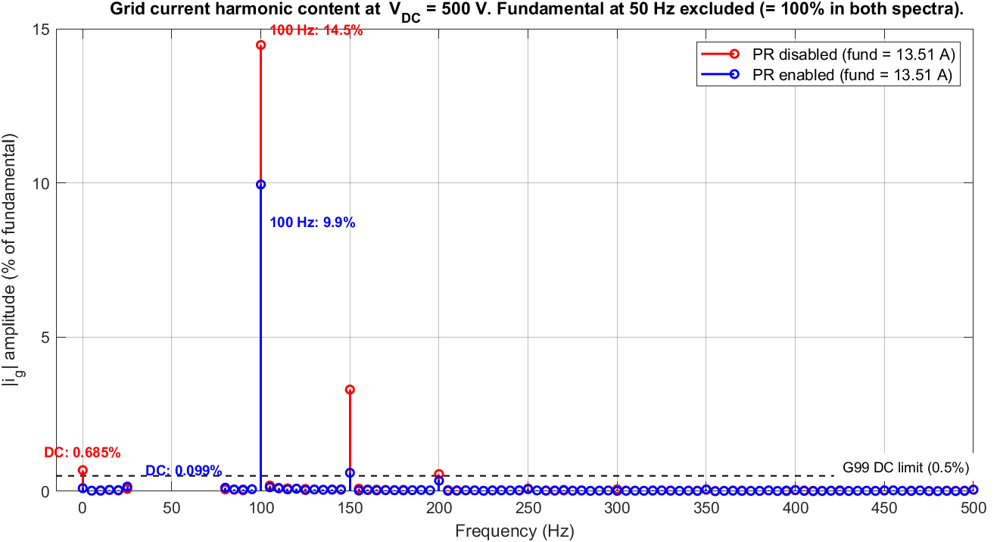 Grid current harmonic content at V_DC = 500 V. Fundamental at 50 Hz excluded (= 100% in both spectra).
15
10
5
0
|i_g| amplitude (% of fundamental)
100 Hz: 14.5%
100 Hz: 9.9%
DC: 0.685%
DC: 0.099%
PR disabled (fund = 13.51 A)
PR enabled (fund = 13.51 A)
G99 DC limit (0.5%)
0 50 100 150 200 250 300 350 400 450 500
Frequency (Hz)